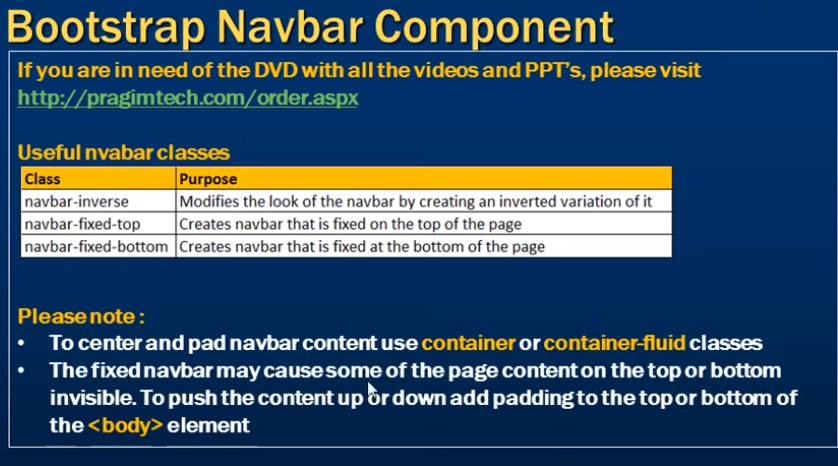 Bootstrap Navbar Component
If you are in need of the DVD with all the videos and PPT's, please visit
http://pragimtech.com/order.aspx
Useful nvabar classes
Class Purpose
navbar-inverse Modifies the look of the navbar by creating an inverted variation of it
navbar-fixed-top Creates navbar that is fixed on the top of the page
navbar-fixed-bottom Creates navbar that is fixed at the bottom of the page
Please note :
• To center and pad navbar content use container or container-fluid classes
• The fixed navbar may cause some of the page content on the top or bottom
invisible. To push the content up or down add padding to the top or bottom of
the <body> element